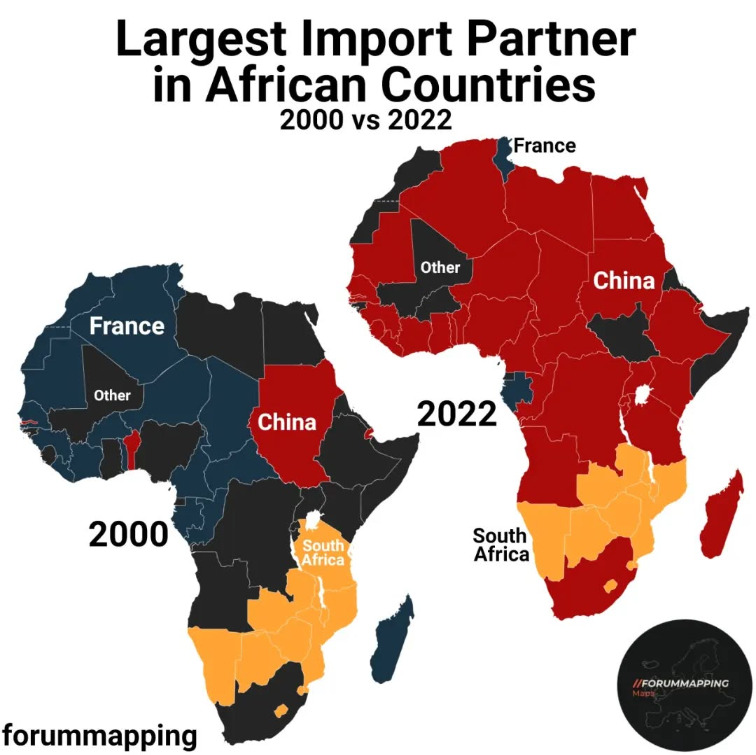 Largest Import Partner
in African Countries
2000 vs 2022
France
Other
China
2022
South
Africa
France
Other
China
2000
South
Africa
//FORUMMAPPING
Maps
forummapping